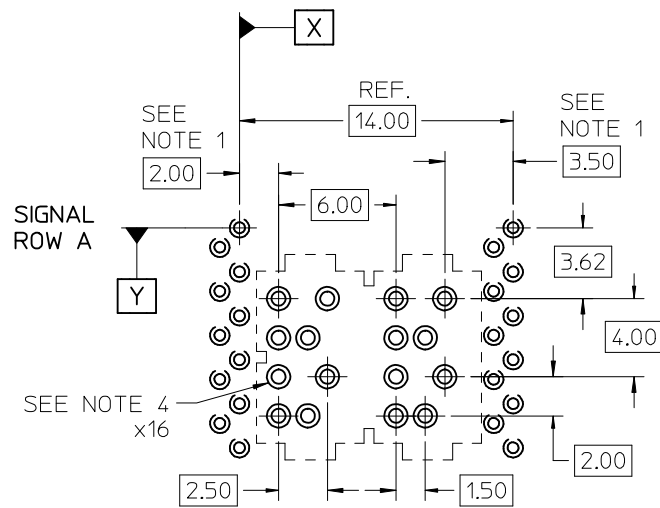 X
REF.
14.00
SEE
NOTE 1
2.00
SEE
NOTE 1
3.50
6.00
SIGNAL
ROW A
Y
3.62
4.00
SEE NOTE 4
x16
2.00
2.50
1.50